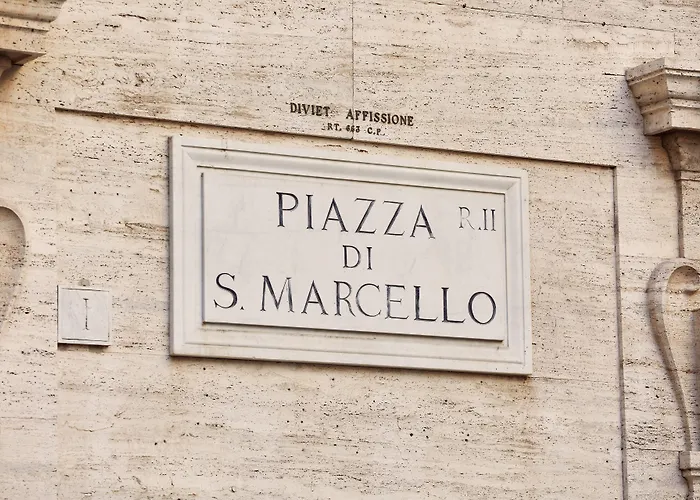 DIVIET AFFISSIONE
RT. 663 C.P.
PIAZZA R.II
DI
S. MARCELLO
I